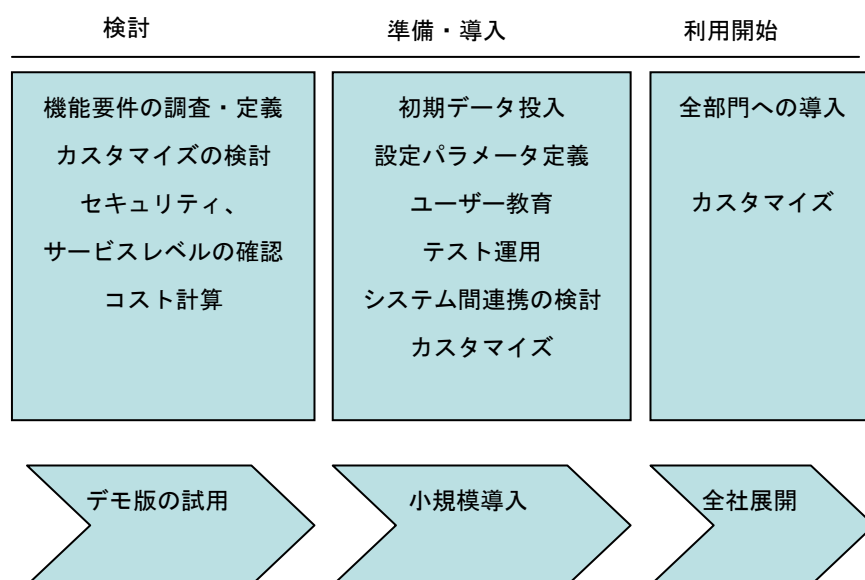 検討
準備・導入
利用開始
機能要件の調査・定義
カスタマイズの検討
セキュリティ、
サービスレベルの確認
コスト計算
初期データ投入
設定パラメータ定義
ユーザー教育
テスト運用
システム間連携の検討
カスタマイズ
全部門への導入
カスタマイズ
デモ版の試用
小規模導入
全社展開